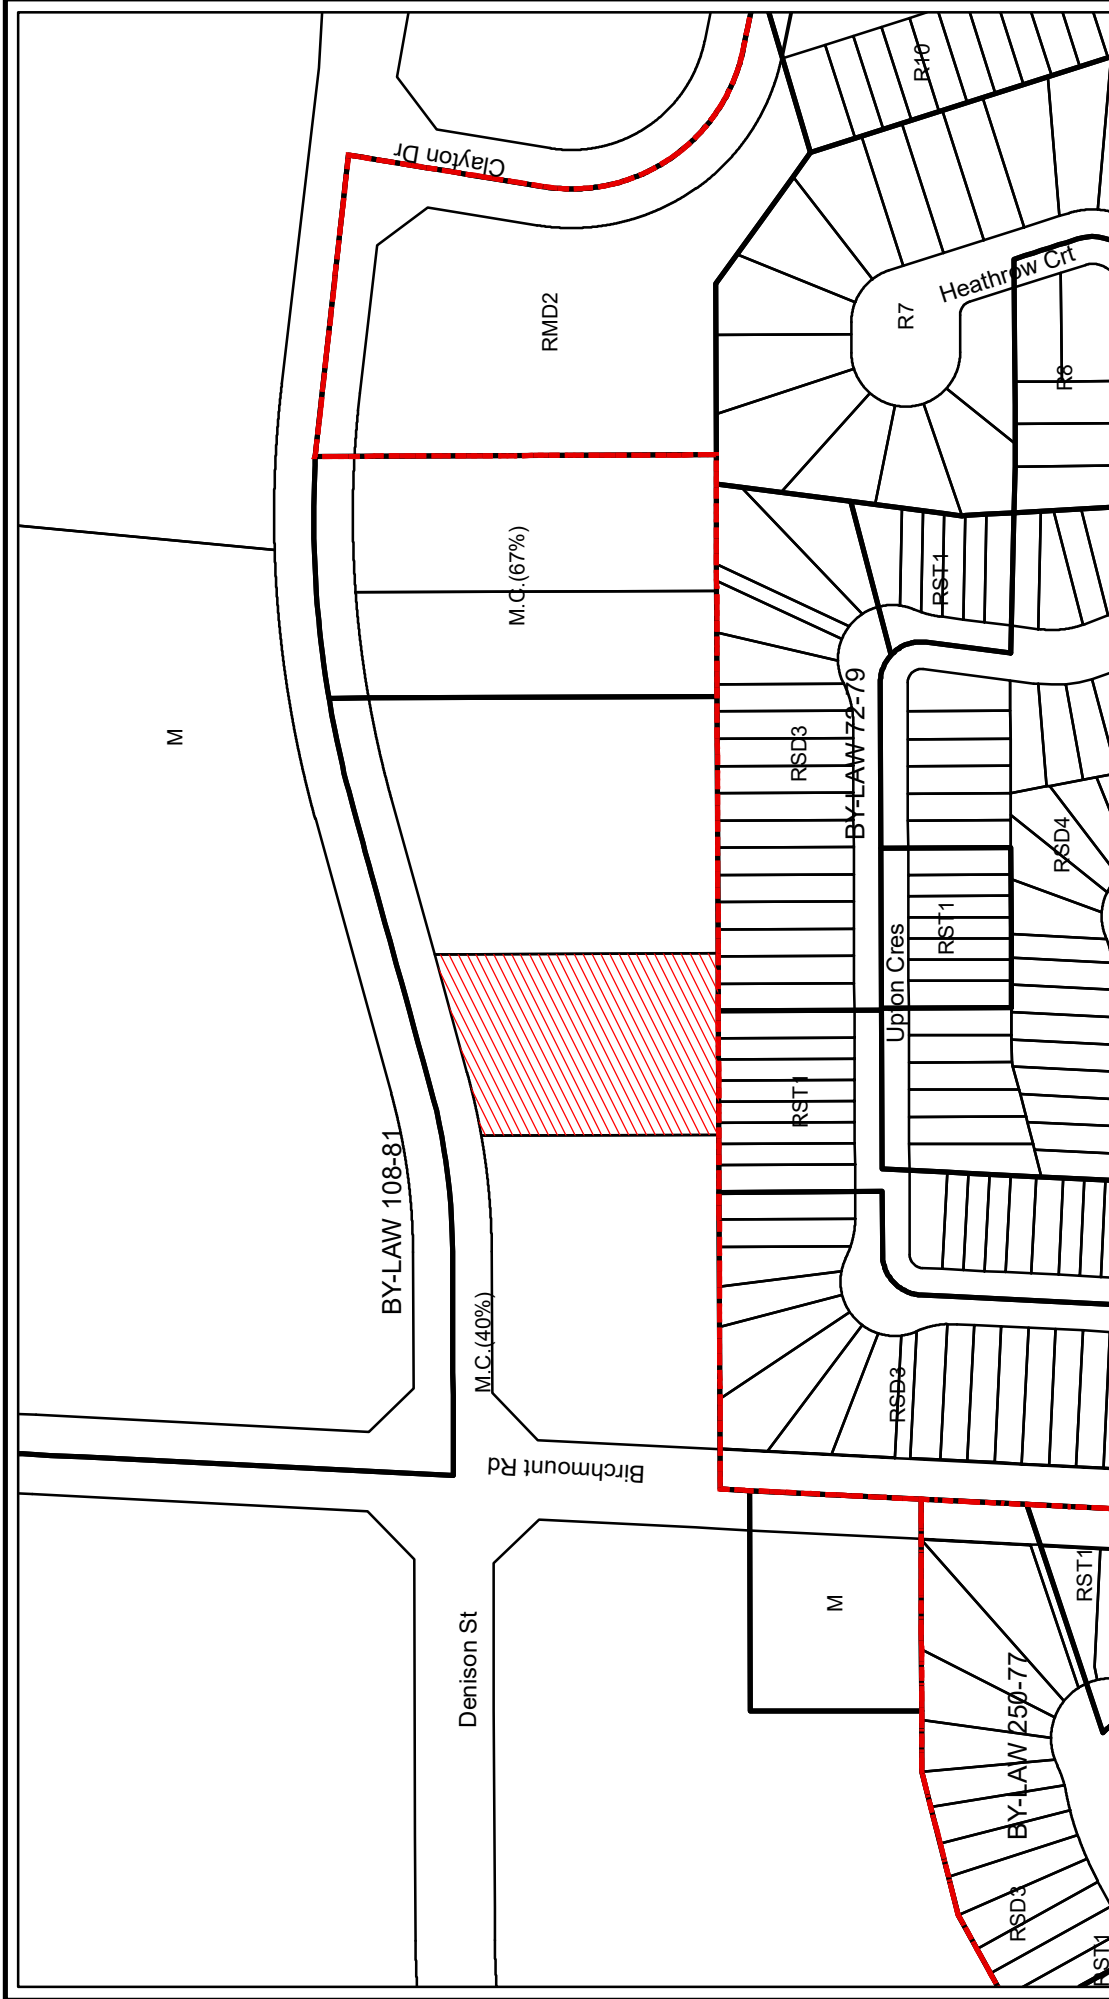 R10
Clayton Dr
Heathrow Crt
R7
RMD2
R8
M.C.(67%)
RST1
M
RSD3
BY-LAW 72-79
RSD4
RST1
Upton Cres
RST1
BY-LAW 108-81
M.C.(40%)
RSD3
Birchmount Rd
RST1
M
Denison St
BY-LAW 250-77
RSD3
RST1